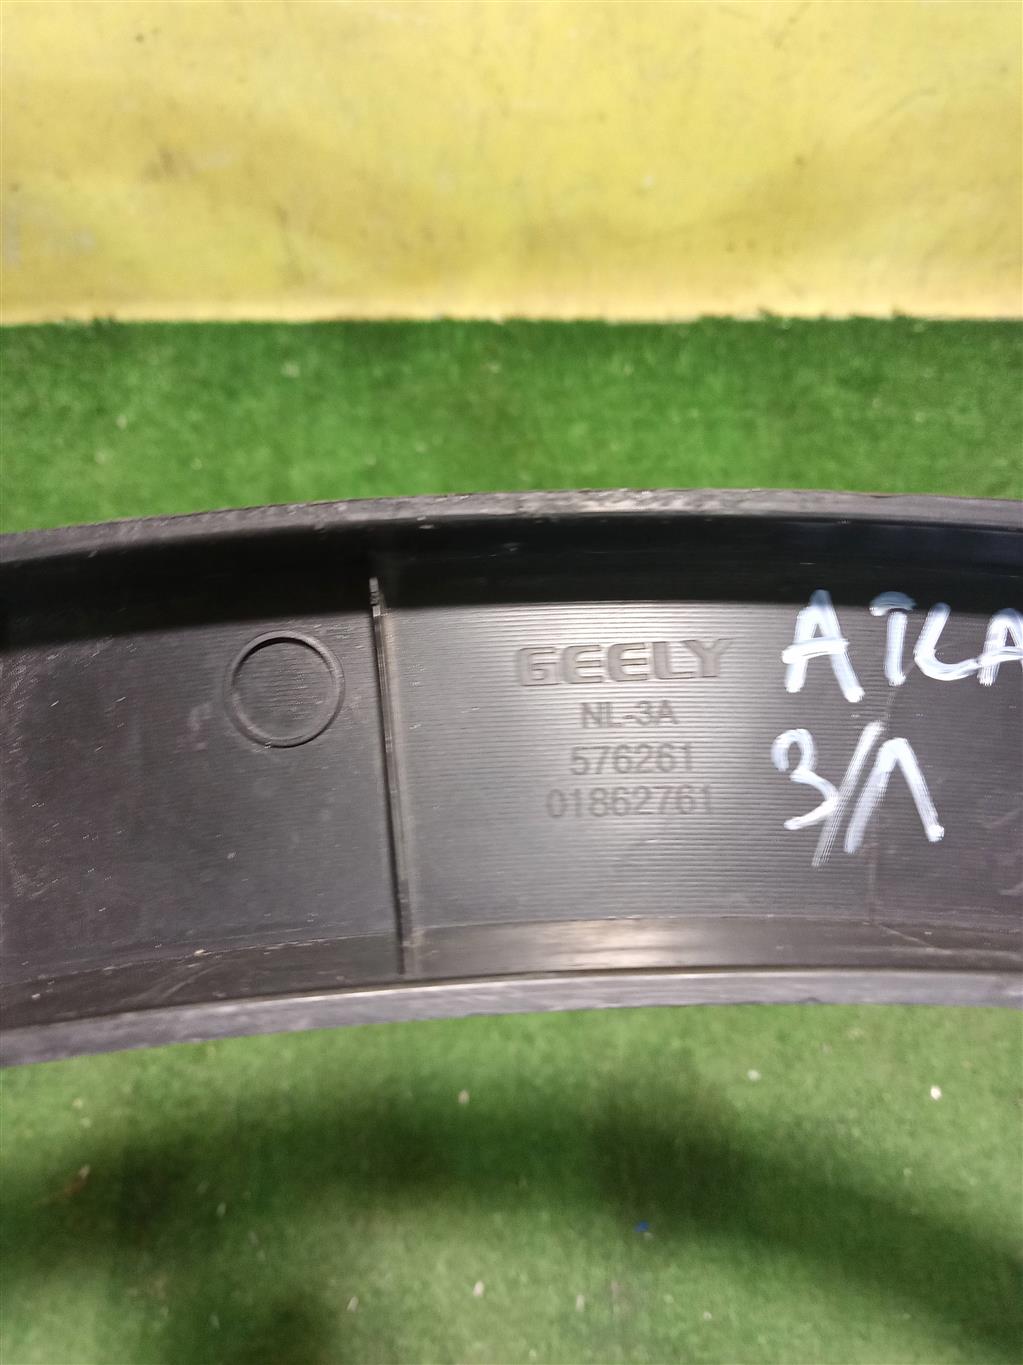 GEELY
NL-3A
576261
01862761
ATLA
3/Л